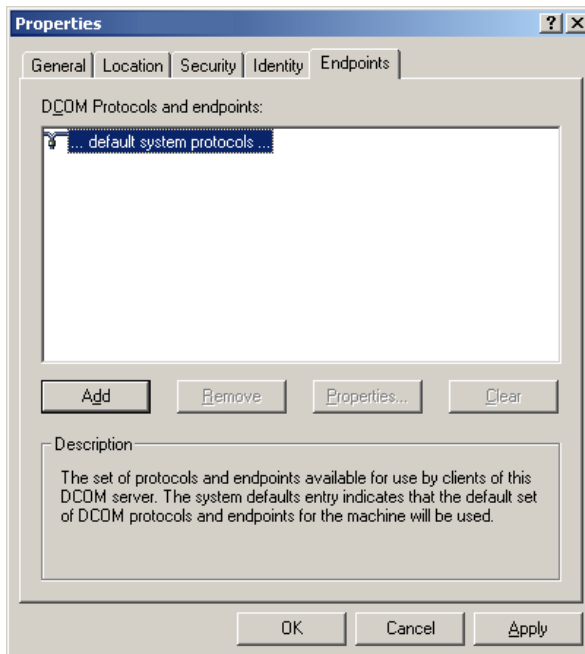 Properties
General Location Security Identity Endpoints
DCOM Protocols and endpoints:
... default system protocols ...
Add Remove Properties... Clear
Description
The set of protocols and endpoints available for use by clients of this
DCOM server. The system defaults entry indicates that the default set
of DCOM protocols and endpoints for the machine will be used.
OK Cancel Apply